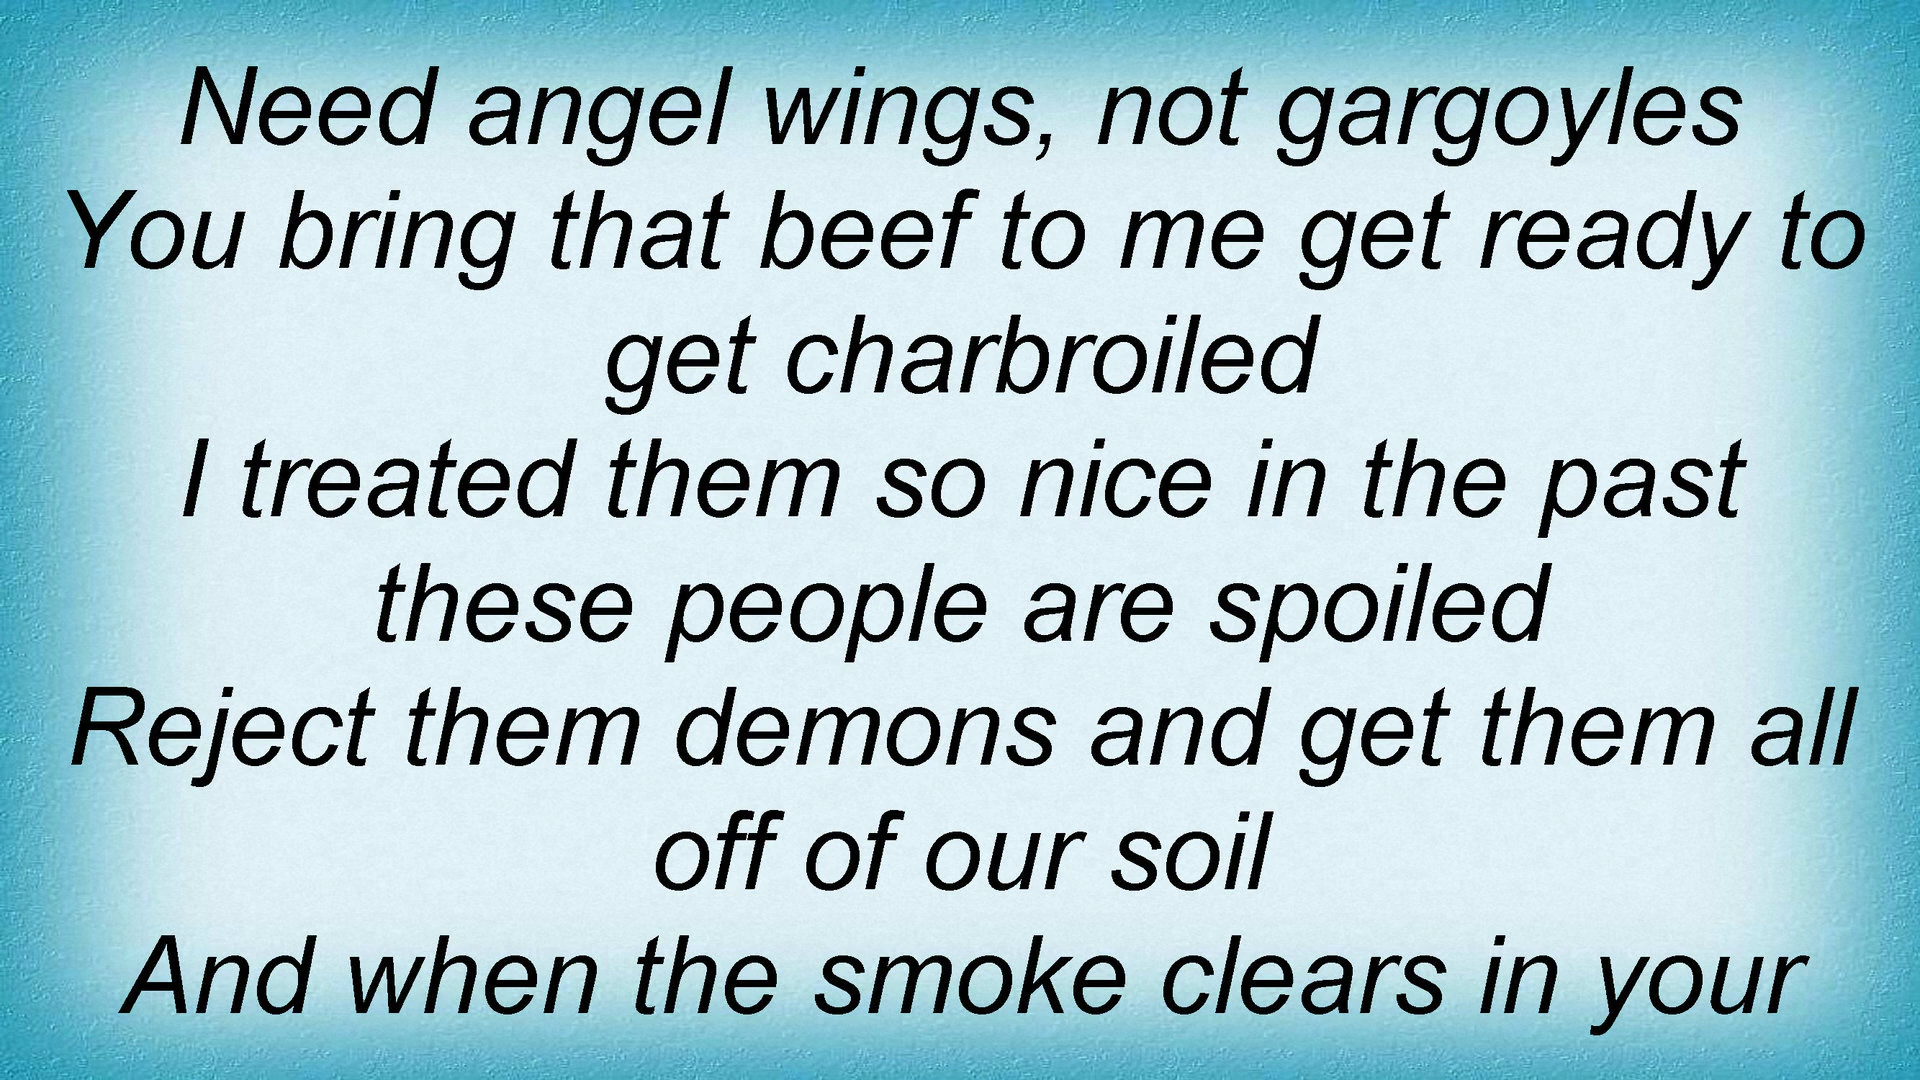 Need angel wings, not gargoyles
You bring that beef to me get ready to
get charbroiled
I treated them so nice in the past
these people are spoiled
Reject them demons and get them all
off of our soil
And when the smoke clears in your